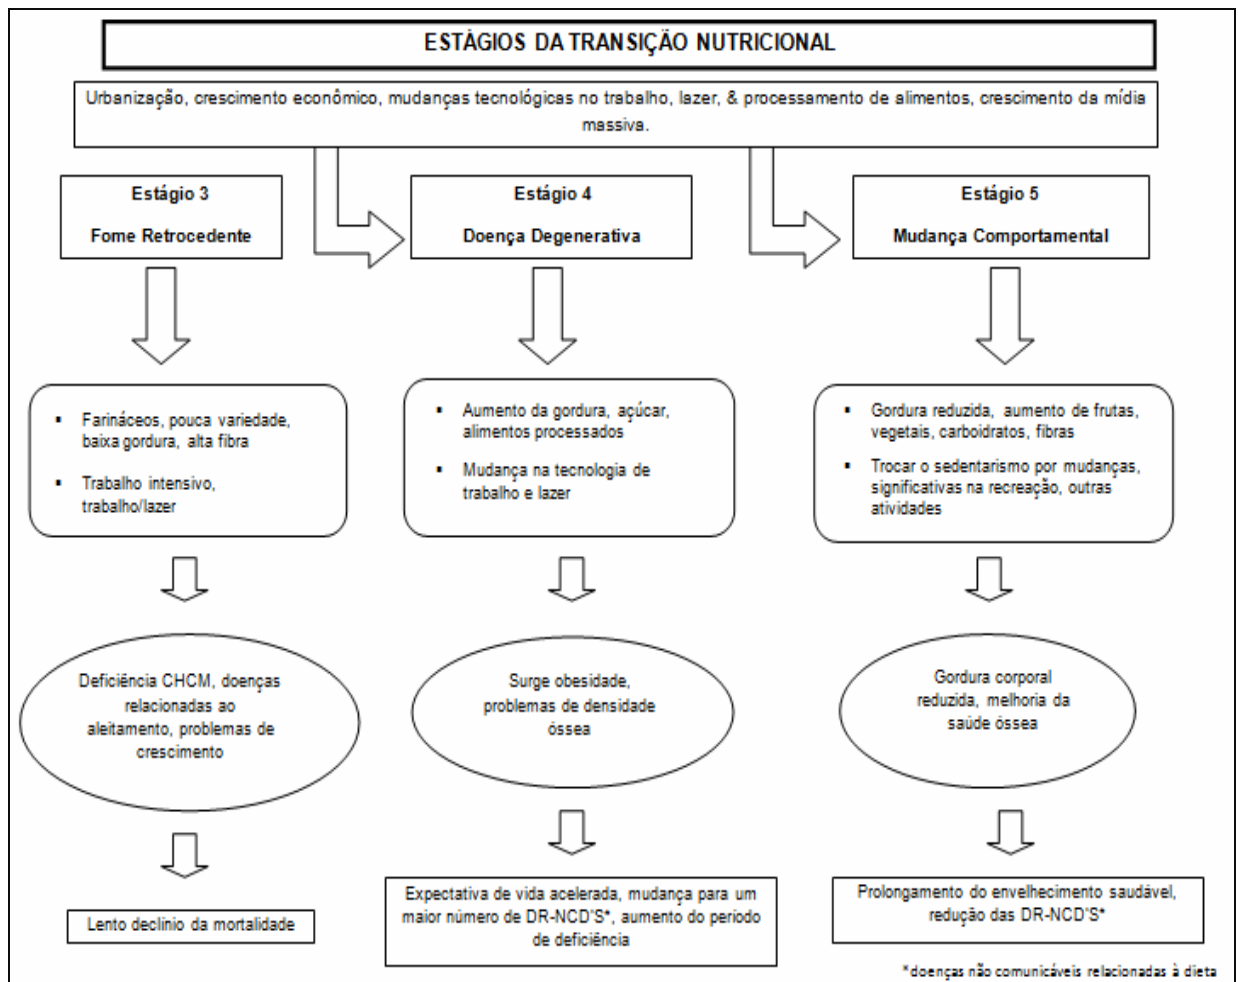 ESTÁGIOS DA TRANSIÇÃO NUTRICIONAL
Urbanização, crescimento econômico, mudanças tecnológicas no trabalho, lazer, & processamento de alimentos, crescimento da mídia
massiva.
Estágio 3
Fome Retrocedente
Estágio 4
Doença Degenerativa
Estágio 5
Mudança Comportamental
▪ Farináceos, pouca variedade,
baixa gordura, alta fibra
▪ Trabalho intensivo,
trabalho/lazer
▪ Aumento da gordura, açúcar,
alimentos processados
▪ Mudança na tecnologia de
trabalho e lazer
▪ Gordura reduzida, aumento de frutas,
vegetais, carboidratos, fibras
▪ Trocar o sedentarismo por mudanças,
significativas na recreação, outras
atividades
Deficiência CHCM, doenças
relacionadas ao
aleitamento, problemas de
crescimento
Surge obesidade,
problemas de densidade
óssea
Gordura corporal
reduzida, melhoria da
saúde óssea
Lento declínio da mortalidade
Expectativa de vida acelerada, mudança para um
maior número de DR-NCD'S*, aumento do período
de deficiência
Prolongamento do envelhecimento saudável,
redução das DR-NCD'S*
*doenças não comunicáveis relacionadas à dieta